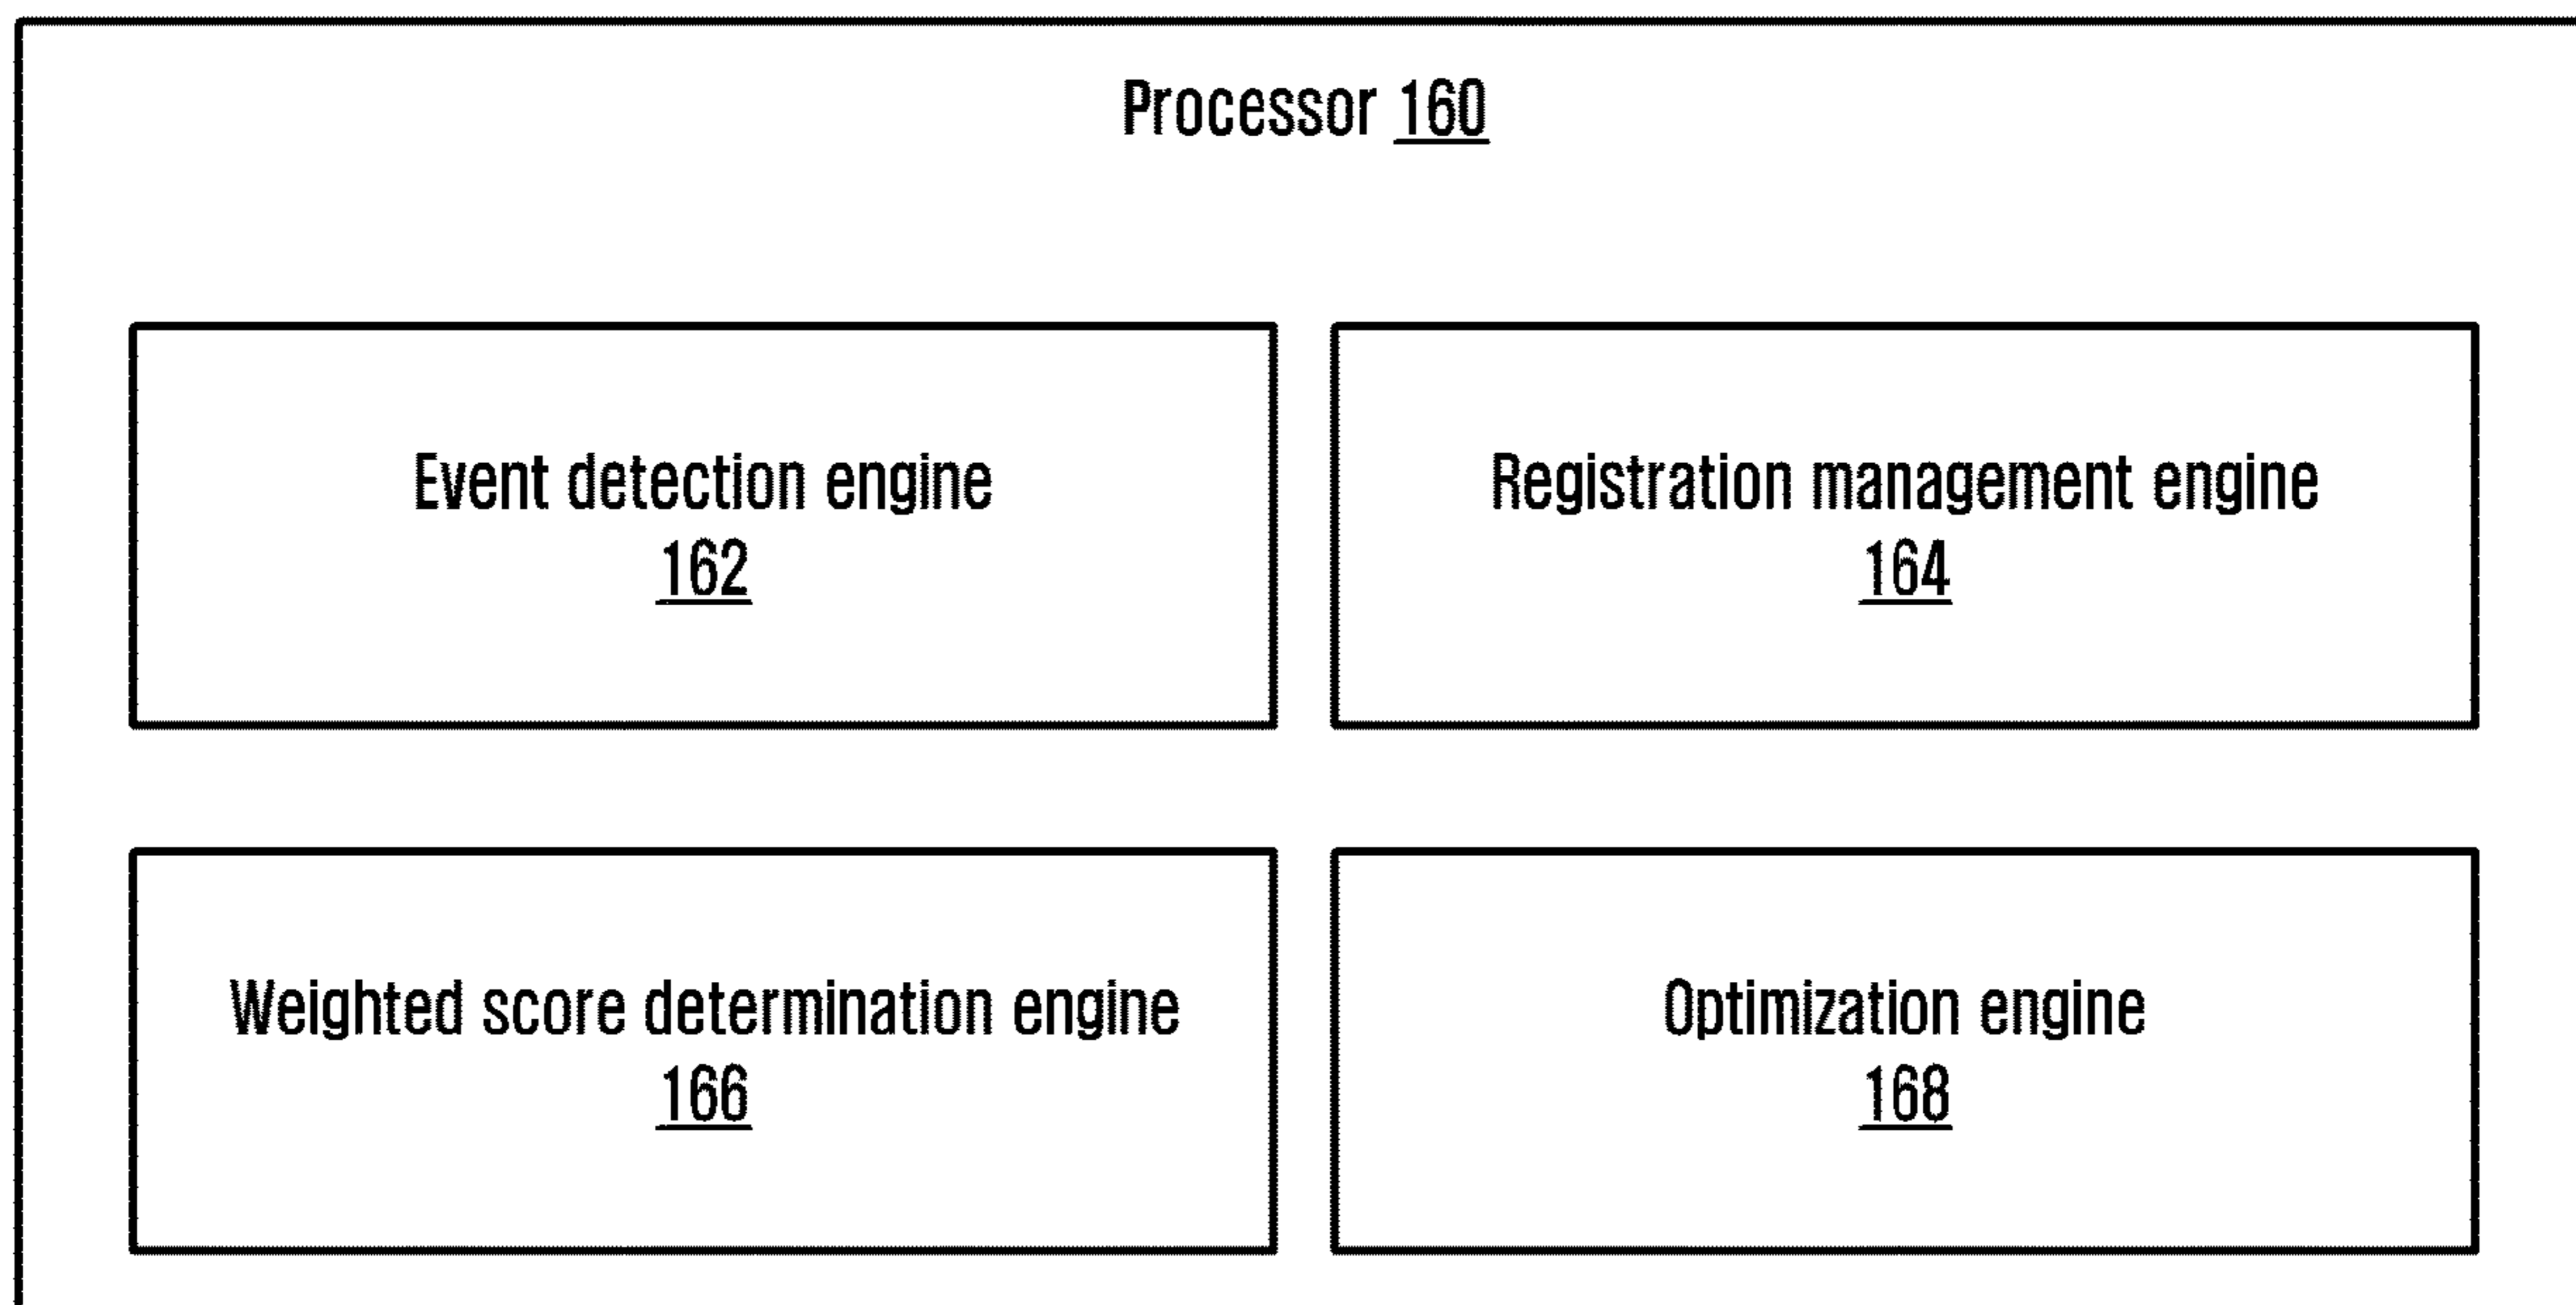 Processor 160
Event detection engine
162
Registration management engine
164
Weighted score determination engine
166
Optimization engine
168